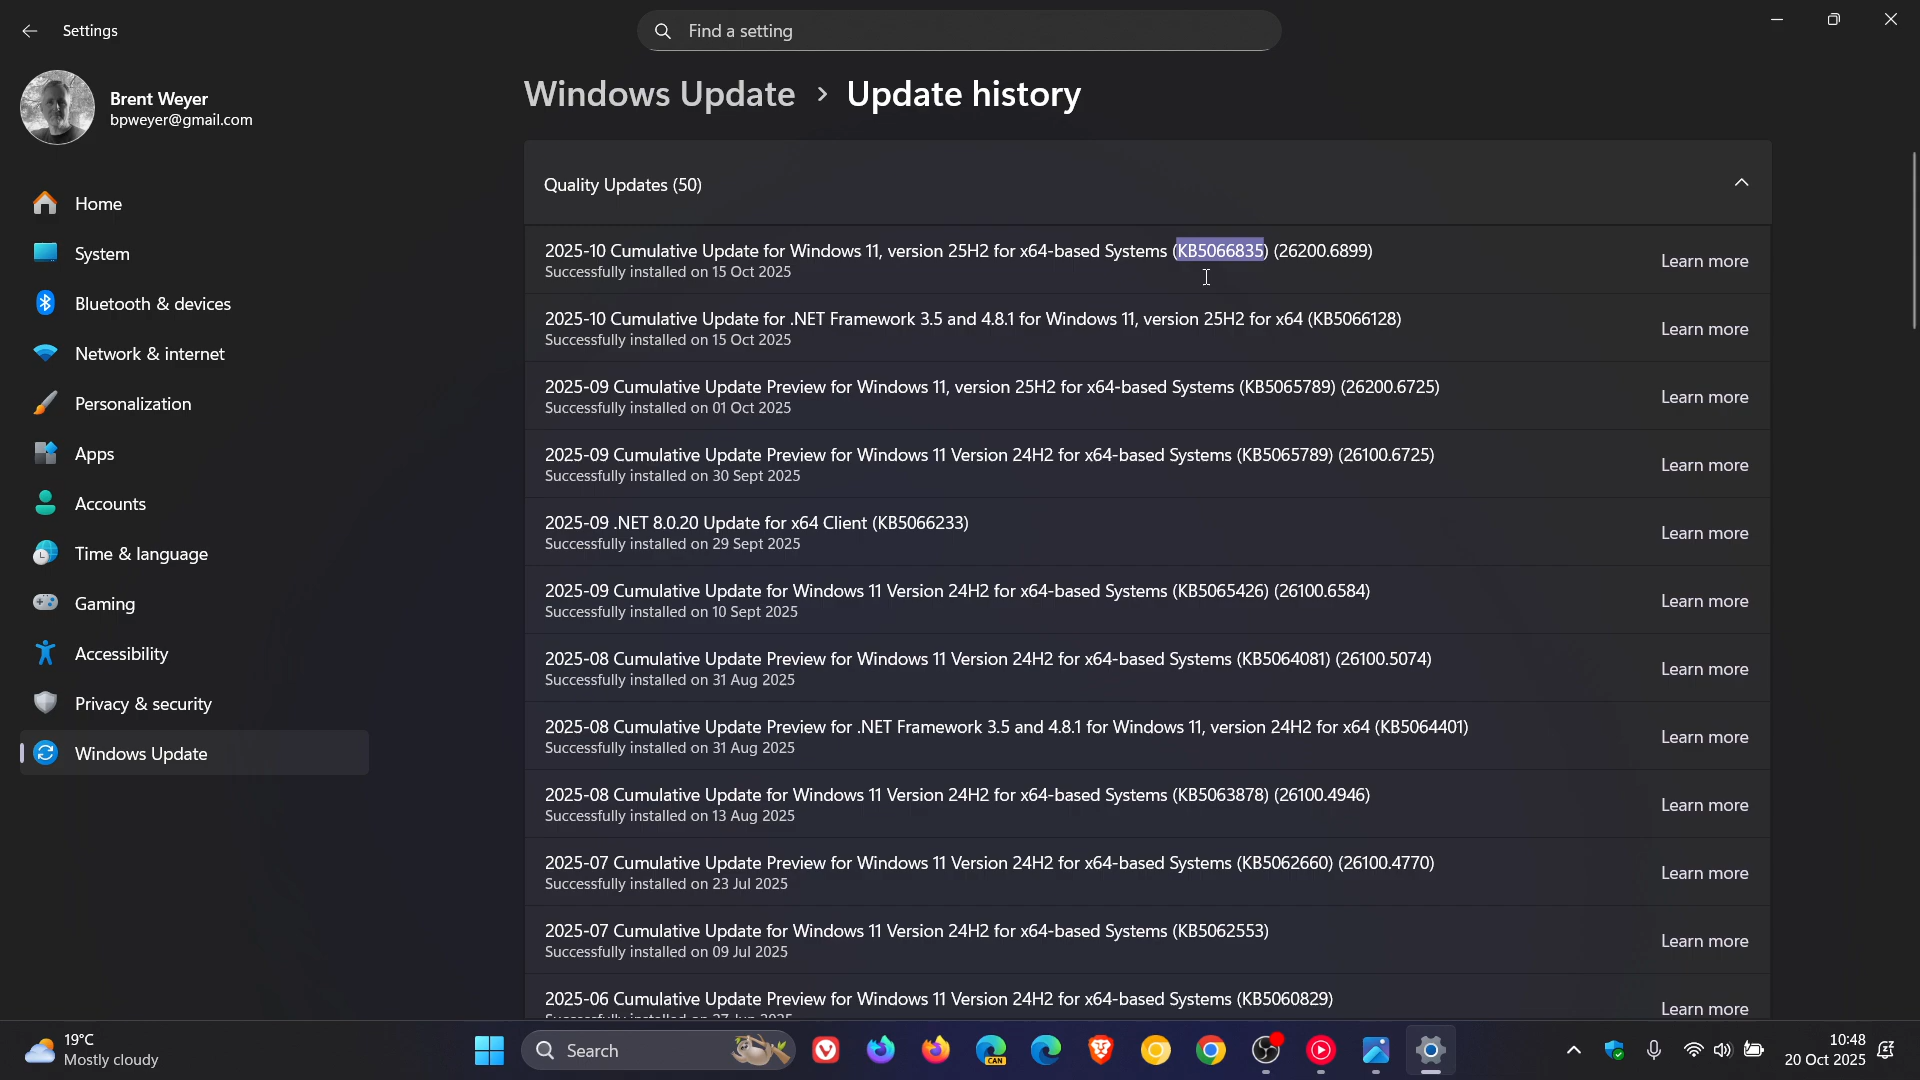 Settings
Find a setting
Brent Weyer
bpweyer@gmail.com
Home
System
Bluetooth & devices
Network & internet
Personalization
Apps
Accounts
Time & language
Gaming
Accessibility
Privacy & security
Windows Update
Windows Update > Update history
Quality Updates (50)
2025-10 Cumulative Update for Windows 11, version 25H2 for x64-based Systems (KB5066835) (26200.6899)
Successfully installed on 15 Oct 2025
Learn more
2025-10 Cumulative Update for .NET Framework 3.5 and 4.8.1 for Windows 11, version 25H2 for x64 (KB5066128)
Successfully installed on 15 Oct 2025
Learn more
2025-09 Cumulative Update Preview for Windows 11, version 25H2 for x64-based Systems (KB5065789) (26200.6725)
Successfully installed on 01 Oct 2025
Learn more
2025-09 Cumulative Update Preview for Windows 11 Version 24H2 for x64-based Systems (KB5065789) (26100.6725)
Successfully installed on 30 Sept 2025
Learn more
2025-09 .NET 8.0.20 Update for x64 Client (KB5066233)
Successfully installed on 29 Sept 2025
Learn more
2025-09 Cumulative Update for Windows 11 Version 24H2 for x64-based Systems (KB5065426) (26100.6584)
Successfully installed on 10 Sept 2025
Learn more
2025-08 Cumulative Update Preview for Windows 11 Version 24H2 for x64-based Systems (KB5064081) (26100.5074)
Successfully installed on 31 Aug 2025
Learn more
2025-08 Cumulative Update Preview for .NET Framework 3.5 and 4.8.1 for Windows 11, version 24H2 for x64 (KB5064401)
Successfully installed on 31 Aug 2025
Learn more
2025-08 Cumulative Update for Windows 11 Version 24H2 for x64-based Systems (KB5063878) (26100.4946)
Successfully installed on 13 Aug 2025
Learn more
2025-07 Cumulative Update Preview for Windows 11 Version 24H2 for x64-based Systems (KB5062660) (26100.4770)
Successfully installed on 23 Jul 2025
Learn more
2025-07 Cumulative Update for Windows 11 Version 24H2 for x64-based Systems (KB5062553)
Successfully installed on 09 Jul 2025
Learn more
2025-06 Cumulative Update Preview for Windows 11 Version 24H2 for x64-based Systems (KB5060829)
Learn more
19°C
Mostly cloudy
Search
CAN
10:48
20 Oct 2025